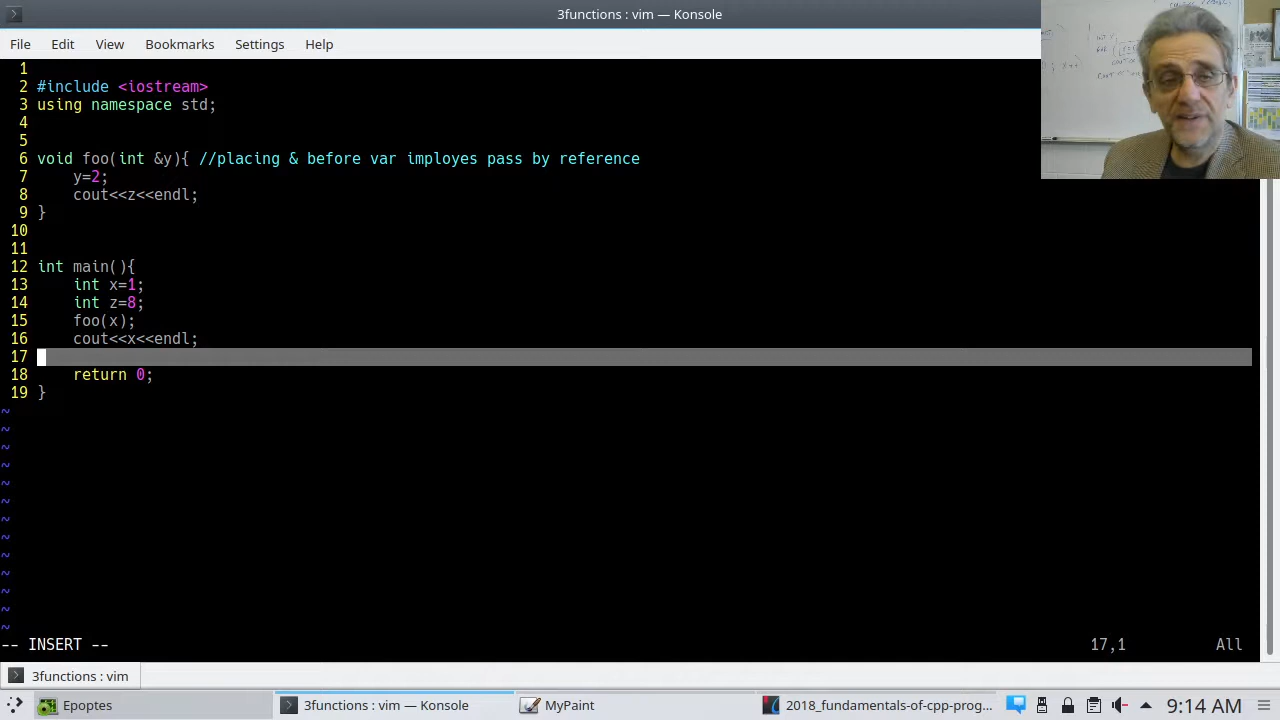 3functions : vim — Konsole
File Edit View Bookmarks Settings Help
1
2 #include <iostream>
3 using namespace std;
4
5
6 void foo(int &y){ //placing & before var imployes pass by reference
7 y=2;
8 cout<<z<<endl;
9 }
10
11
12 int main(){
13 int x=1;
14 int z=8;
15 foo(x);
16 cout<<x<<endl;
17
18 return 0;
19 }
~
~
~
~
~
~
~
~
~
~
~
~
~
-- INSERT -- 17,1 All
3functions : vim
Epoptes 3functions : vim — Konsole MyPaint 2018_fundamentals-of-cpp-prog... 9:14 AM